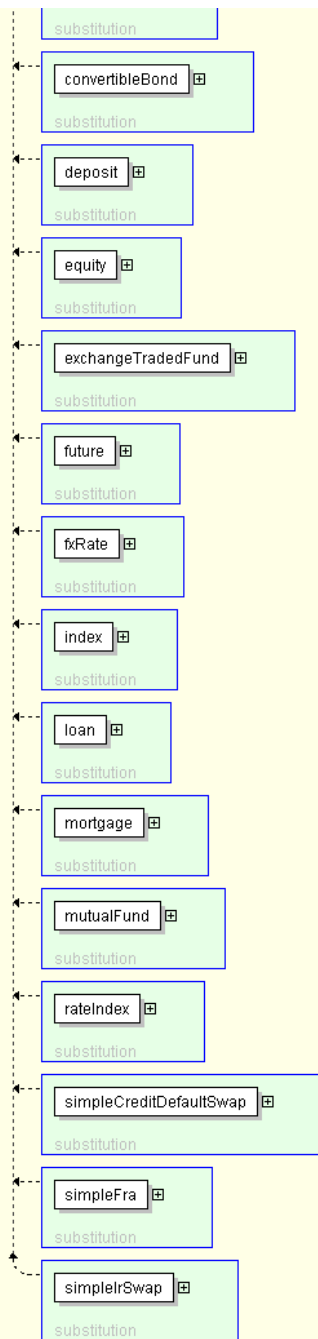 substitution
convertibleBond
substitution
deposit
substitution
equity
substitution
exchangeTradedFund
substitution
future
substitution
fxRate
substitution
index
substitution
loan
substitution
mortgage
substitution
mutualFund
substitution
rateIndex
substitution
simpleCreditDefaultSwap
substitution
simpleFra
substitution
simpleIrSwap
substitution